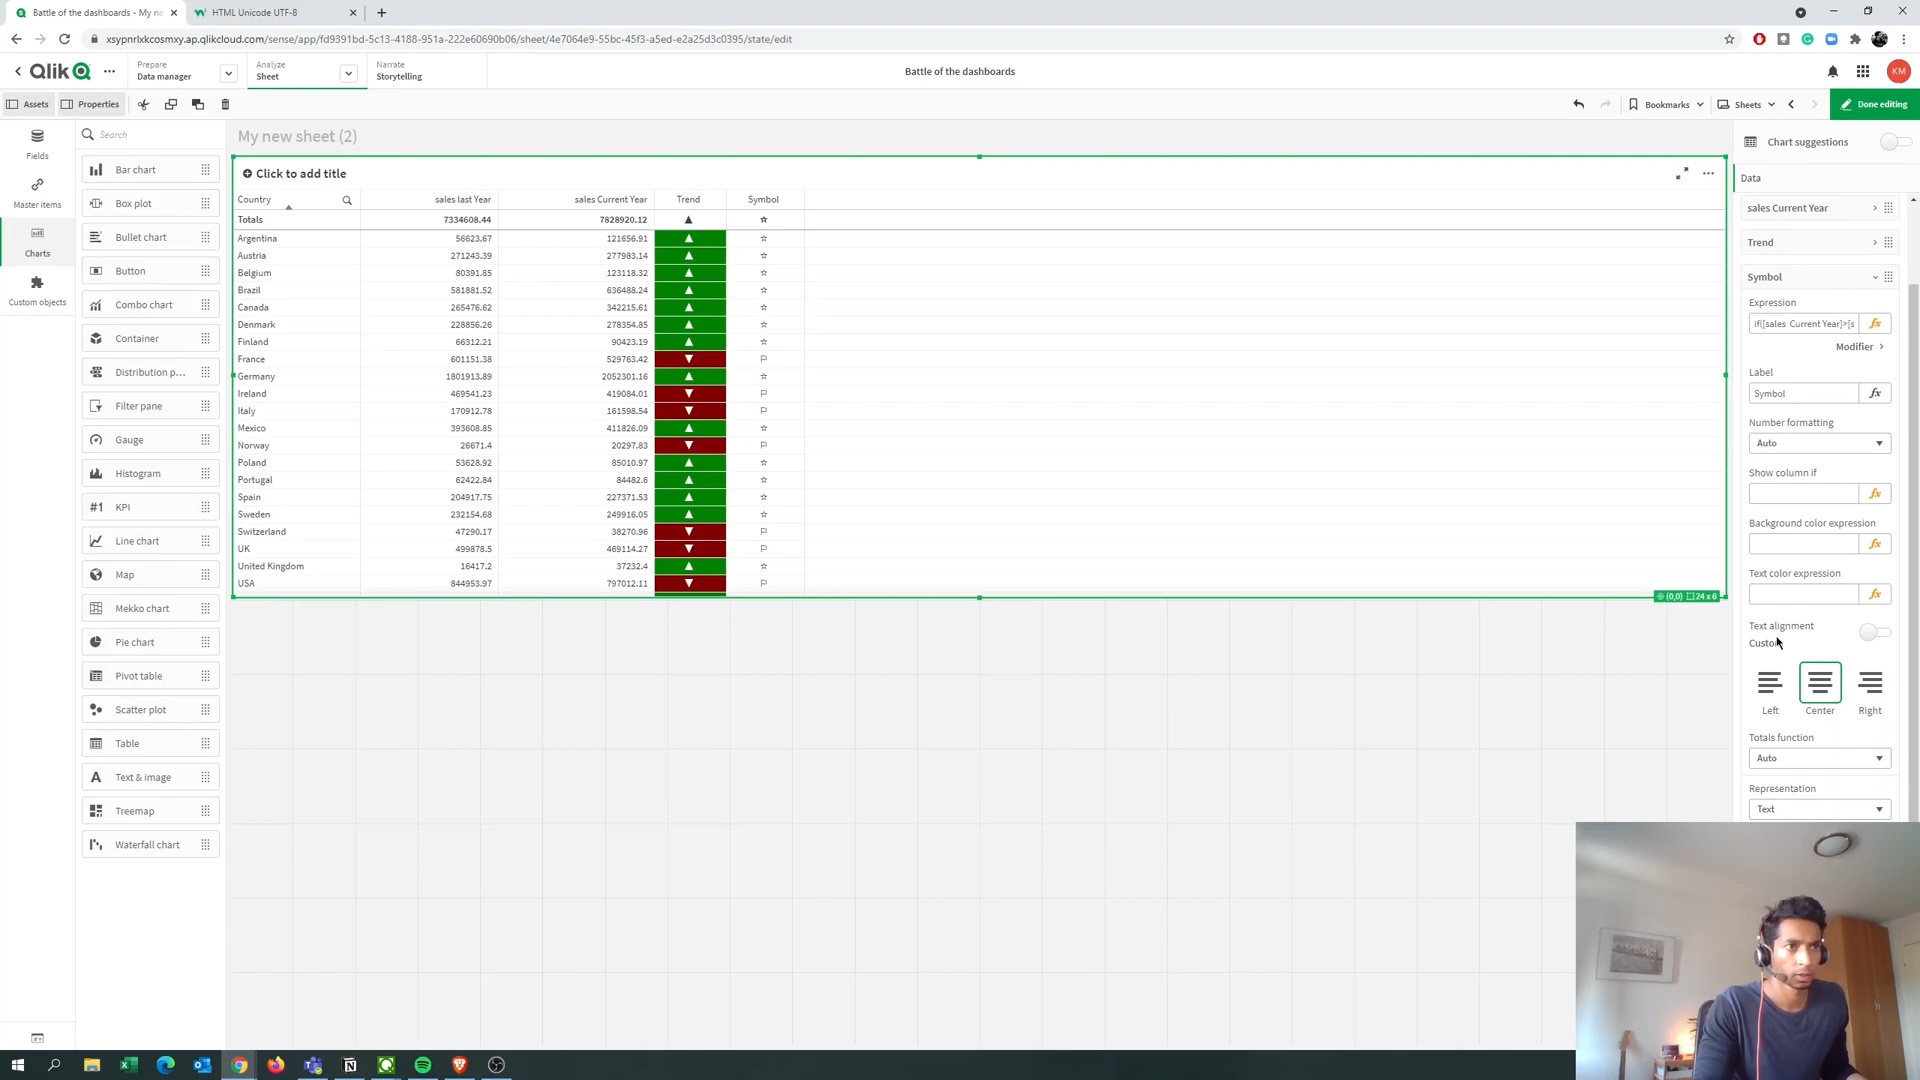 Battle of the dashboards - My ne
HTML Unicode UTF-8
xsypnrlxkcosmxy.ap.qlikcloud.com/sense/app/fd9391bd-5c13-4188-951a-222e60690b06/sheet/4e7064e9-55bc-45f3-a5ed-e2a25d3c0395/state/edit
Qlik
Prepare
Data manager
Analyze
Sheet
Narrate
Storytelling
Battle of the dashboards
KM
Assets
Properties
Bookmarks
Sheets
Done editing
Fields
Master items
Charts
Custom objects
Search
Bar chart
Box plot
Bullet chart
Button
Combo chart
Container
Distribution p...
Filter pane
Gauge
Histogram
#1 KPI
Line chart
Map
Mekko chart
Pie chart
Pivot table
Scatter plot
Table
A Text & image
Treemap
Waterfall chart
My new sheet (2)
Click to add title
Country sales last Year sales Current Year Trend Symbol
Totals 7334608.44 7828920.12 ▲ ☆
Argentina 56623.67 121656.91 ▲ ☆
Austria 271243.39 277983.14 ▲ ☆
Belgium 80391.85 123118.32 ▲ ☆
Brazil 581881.52 636488.24 ▲ ☆
Canada 265476.62 342215.61 ▲ ☆
Denmark 228856.26 278354.85 ▲ ☆
Finland 66312.21 90423.19 ▲ ☆
France 601151.38 529763.42 ▼ ⚐
Germany 1801913.89 2052301.16 ▲ ☆
Ireland 469541.23 419084.01 ▼ ⚐
Italy 170912.78 161598.54 ▼ ⚐
Mexico 393608.85 411826.09 ▲ ☆
Norway 26671.4 20297.83 ▼ ⚐
Poland 53628.92 85010.97 ▲ ☆
Portugal 62422.84 84482.6 ▲ ☆
Spain 204917.75 227371.53 ▲ ☆
Sweden 232154.68 249916.05 ▲ ☆
Switzerland 47290.17 38270.96 ▼ ⚐
UK 499878.5 469114.27 ▼ ⚐
United Kingdom 16417.2 37232.4 ▲ ☆
USA 844953.97 797012.11 ▼ ⚐
(0,0) 24 x 6
Chart suggestions
Data
sales Current Year
Trend
Symbol
Expression
if([sales Current Year]>[s
fx
Modifier
Label
Symbol
fx
Number formatting
Auto
Show column if
fx
Background color expression
fx
Text color expression
fx
Text alignment
Custom
Left Center Right
Totals function
Auto
Representation
Text